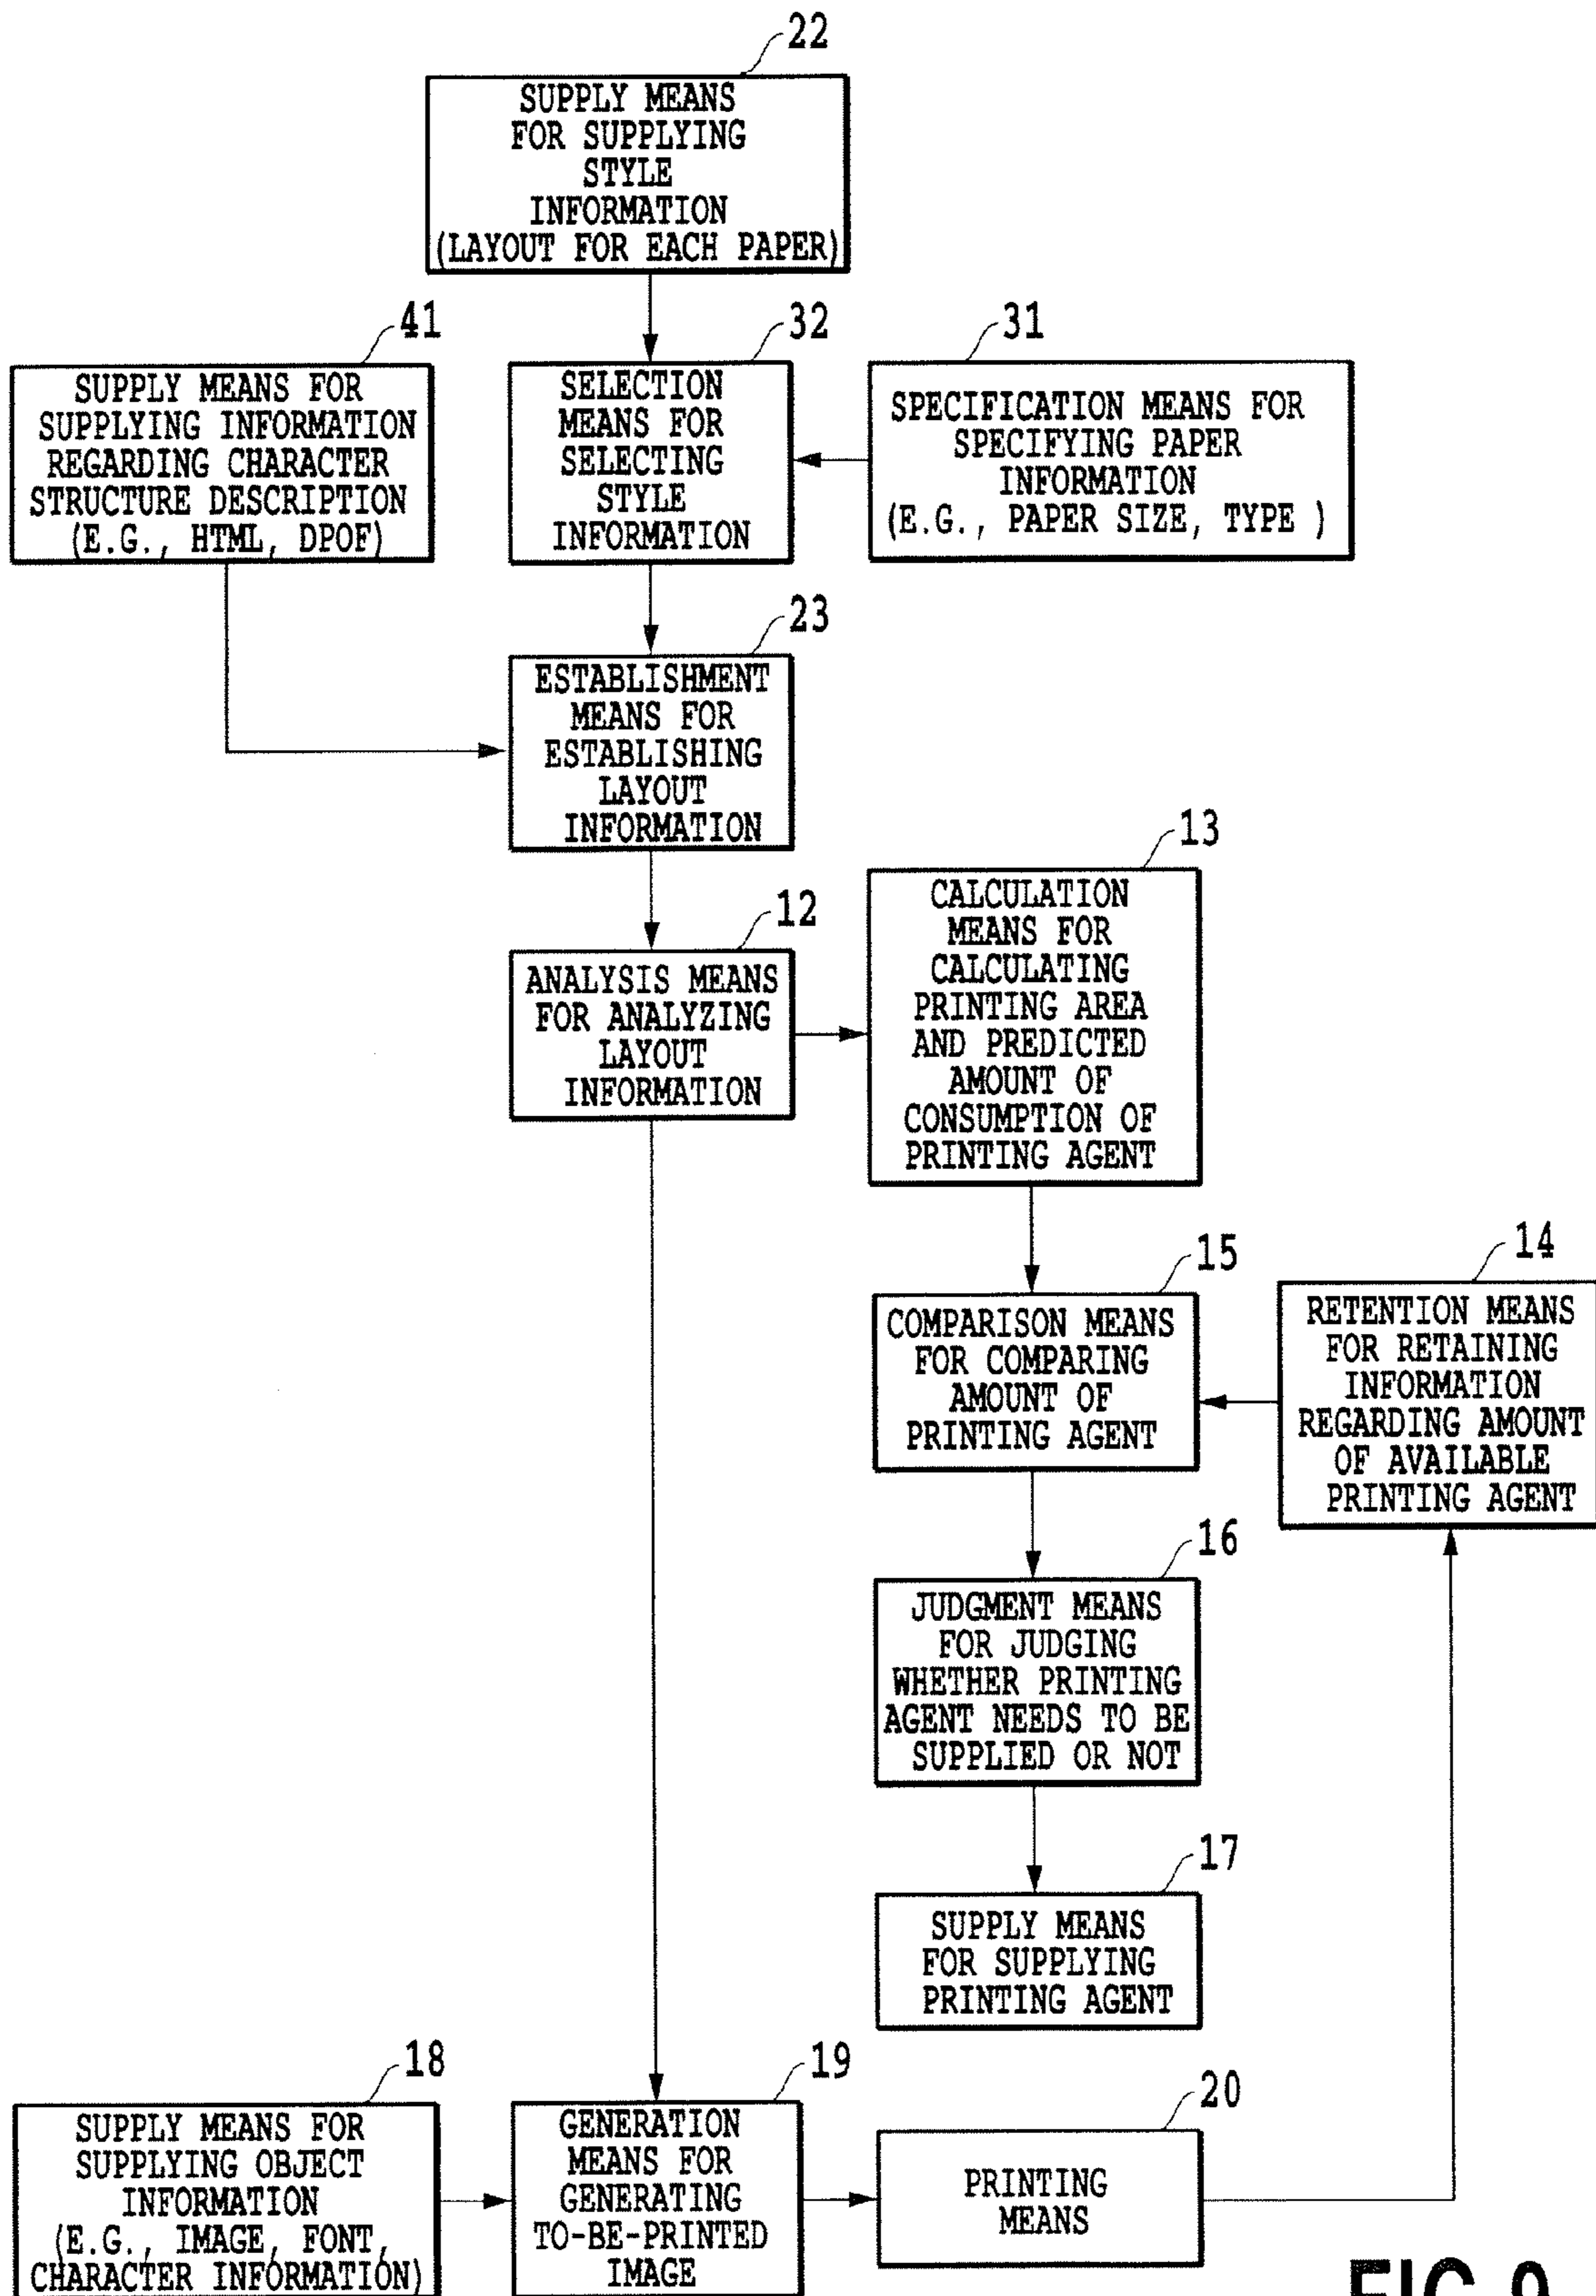 22
SUPPLY MEANS
FOR SUPPLYING
STYLE
INFORMATION
(LAYOUT FOR EACH PAPER)
41
SUPPLY MEANS FOR
SUPPLYING INFORMATION
REGARDING CHARACTER
STRUCTURE DESCRIPTION
(E.G., HTML, DPOF)
32
SELECTION
MEANS FOR
SELECTING
STYLE
INFORMATION
31
SPECIFICATION MEANS FOR
SPECIFYING PAPER
INFORMATION
(E.G., PAPER SIZE, TYPE )
23
ESTABLISHMENT
MEANS FOR
ESTABLISHING
LAYOUT
INFORMATION
12
ANALYSIS MEANS
FOR ANALYZING
LAYOUT
INFORMATION
13
CALCULATION
MEANS FOR
CALCULATING
PRINTING AREA
AND PREDICTED
AMOUNT OF
CONSUMPTION OF
PRINTING AGENT
15
COMPARISON MEANS
FOR COMPARING
AMOUNT OF
PRINTING AGENT
14
RETENTION MEANS
FOR RETAINING
INFORMATION
REGARDING AMOUNT
OF AVAILABLE
PRINTING AGENT
16
JUDGMENT MEANS
FOR JUDGING
WHETHER PRINTING
AGENT NEEDS TO BE
SUPPLIED OR NOT
17
SUPPLY MEANS
FOR SUPPLYING
PRINTING AGENT
18
SUPPLY MEANS FOR
SUPPLYING OBJECT
INFORMATION
(E.G., IMAGE, FONT,
CHARACTER INFORMATION)
19
GENERATION
MEANS FOR
GENERATING
TO-BE-PRINTED
IMAGE
20
PRINTING
MEANS
FIG.9